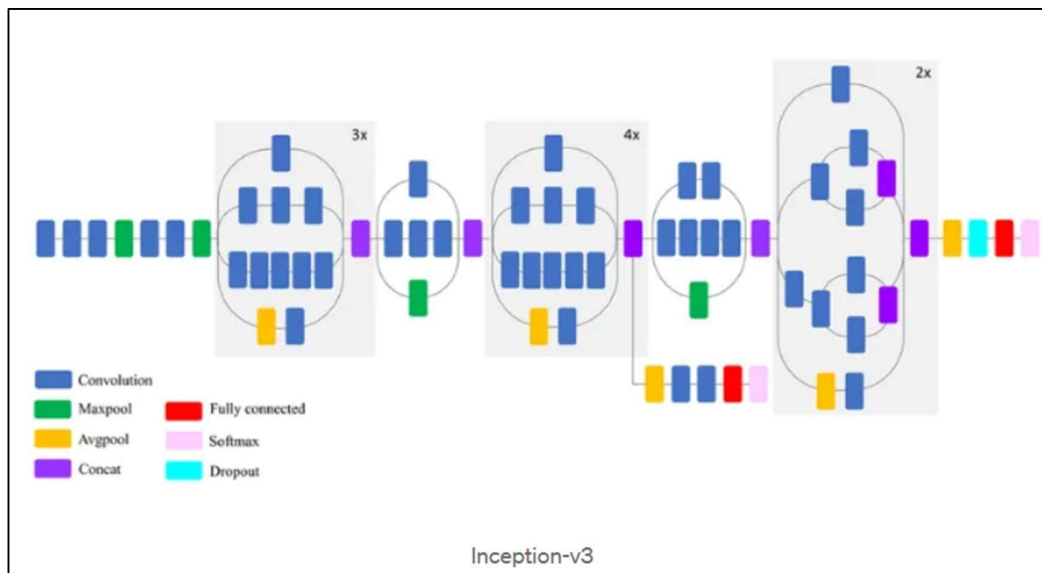 2x
3x
4x
Convolution
Maxpool
Fully connected
Avgpool
Softmax
Concat
Dropout
Inception-v3